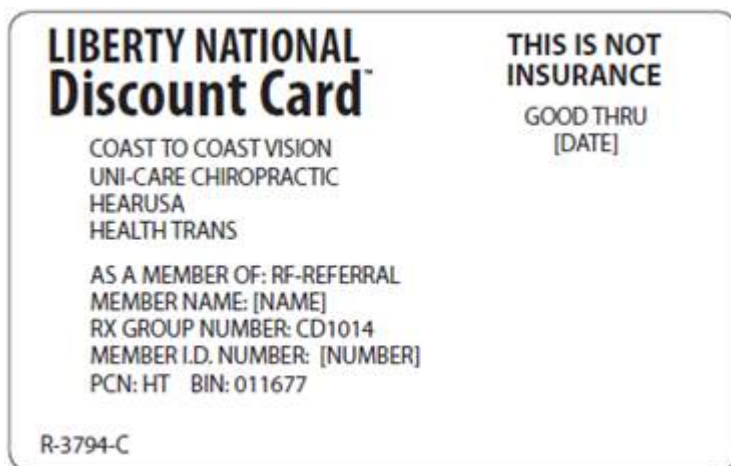 LIBERTY NATIONAL
Discount Card™
THIS IS NOT
INSURANCE
GOOD THRU
[DATE]
COAST TO COAST VISION
UNI-CARE CHIROPRACTIC
HEARUSA
HEALTH TRANS
AS A MEMBER OF: RF-REFERRAL
MEMBER NAME: [NAME]
RX GROUP NUMBER: CD1014
MEMBER I.D. NUMBER: [NUMBER]
PCN: HT BIN: 011677
R-3794-C